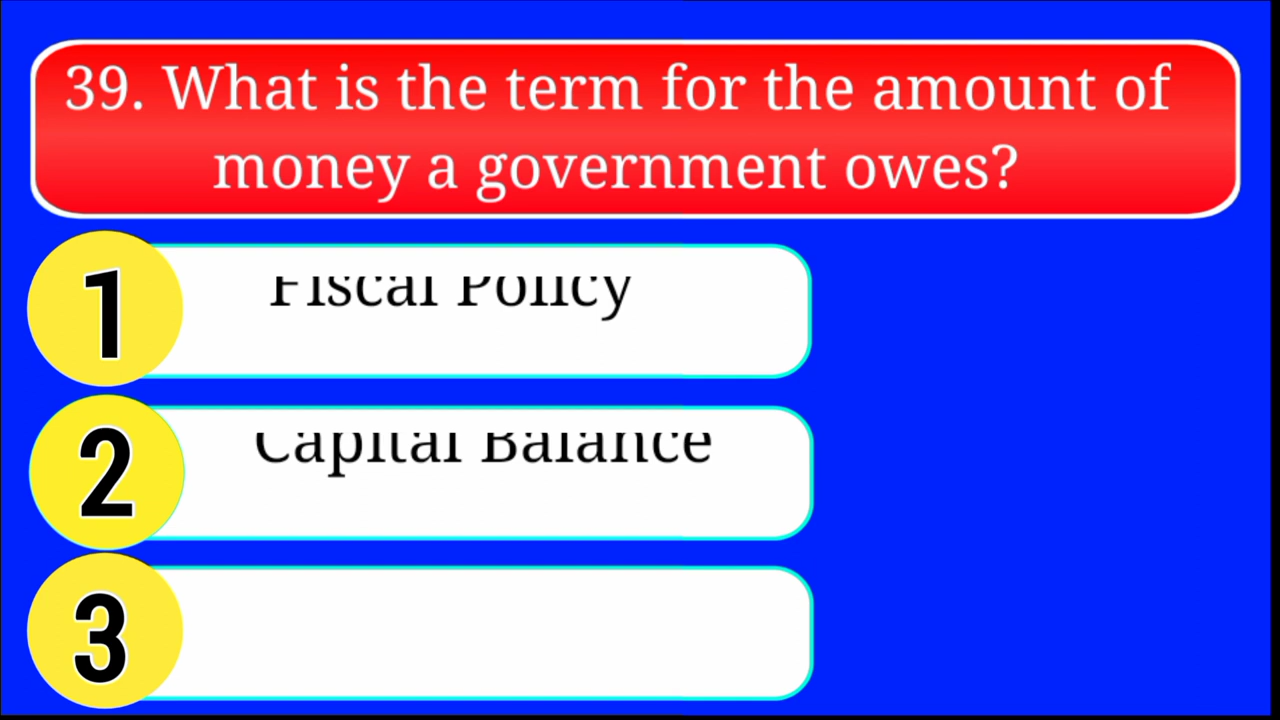 39. What is the term for the amount of
money a government owes?
1
Fiscal Policy
2
Capital Balance
3